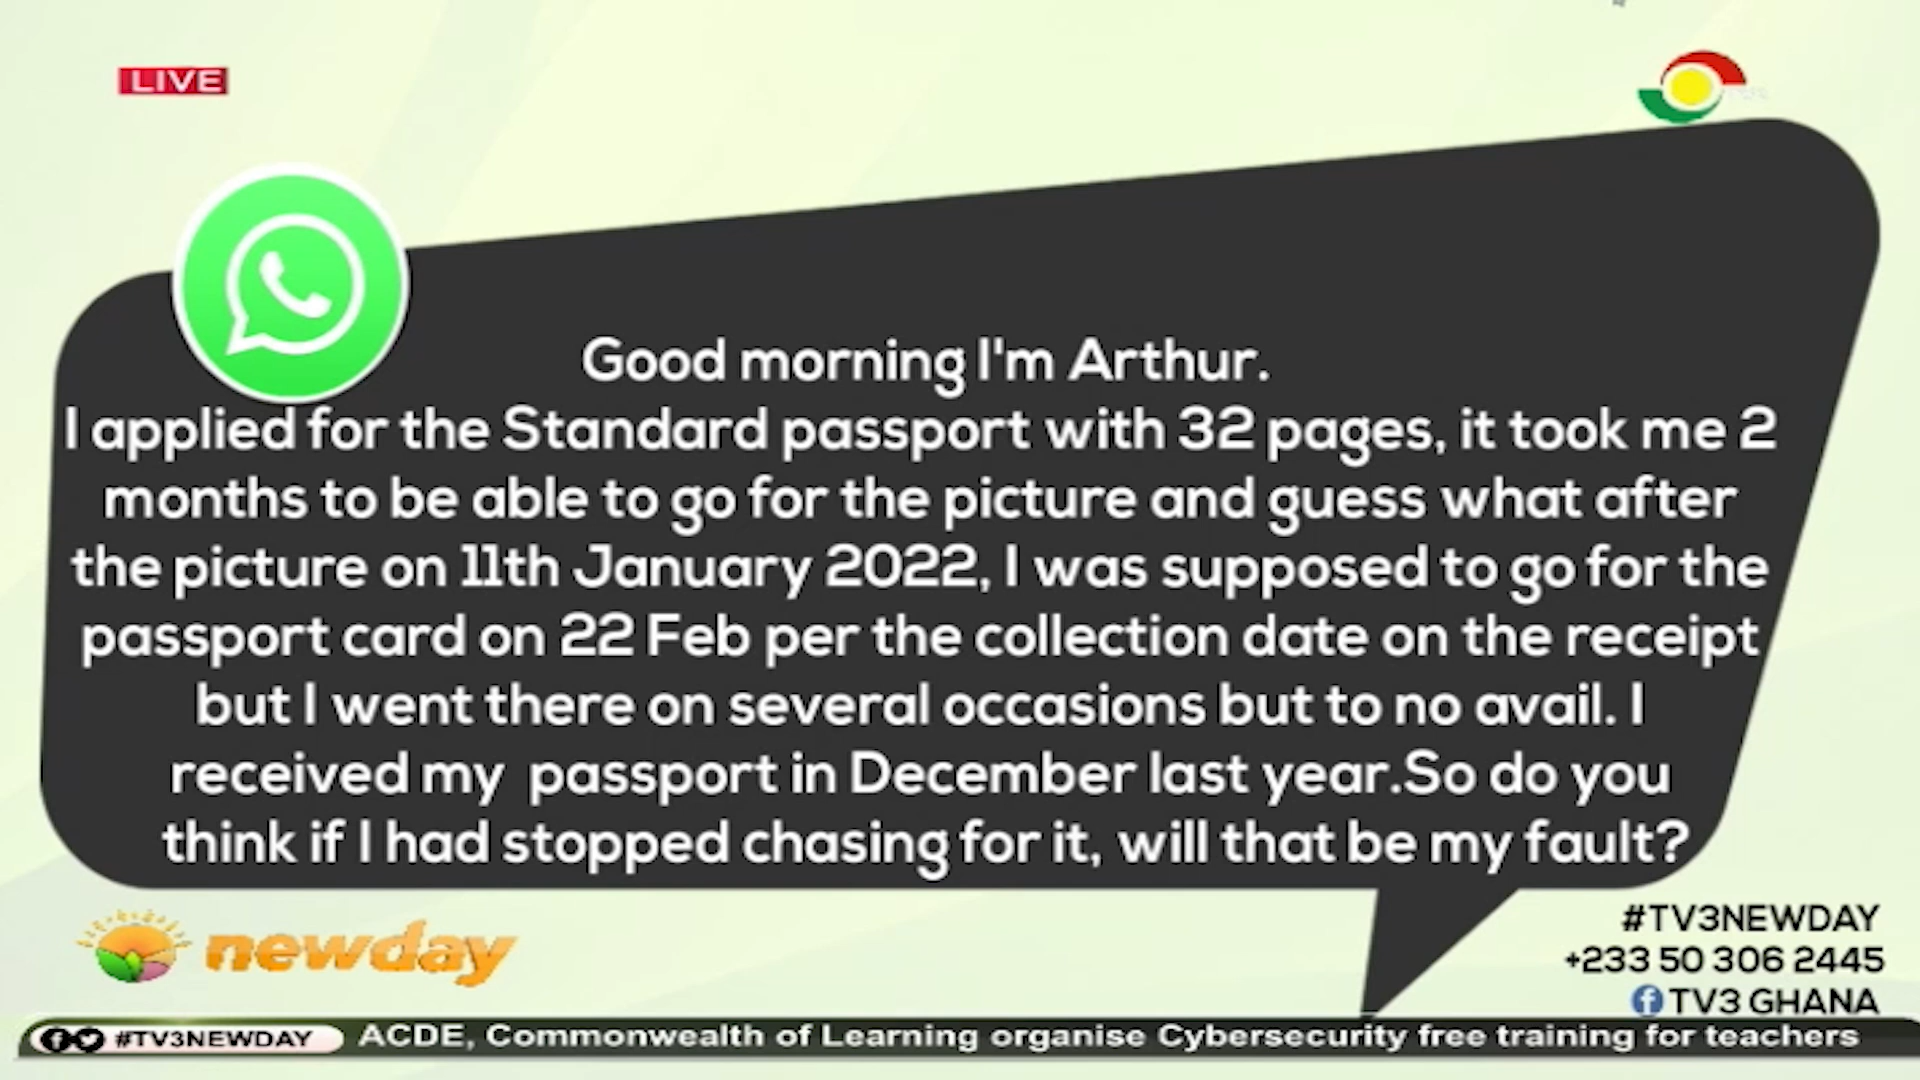 LIVE
Good morning I'm Arthur.
I applied for the Standard passport with 32 pages, it took me 2
months to be able to go for the picture and guess what after
the picture on 11th January 2022, I was supposed to go for the
passport card on 22 Feb per the collection date on the receipt
but I went there on several occasions but to no avail. I
received my passport in December last year.So do you
think if I had stopped chasing for it, will that be my fault?
newday
#TV3NEWDAY
+233 50 306 2445
TV3 GHANA
#TV3NEWDAY
ACDE, Commonwealth of Learning organise Cybersecurity free training for teachers